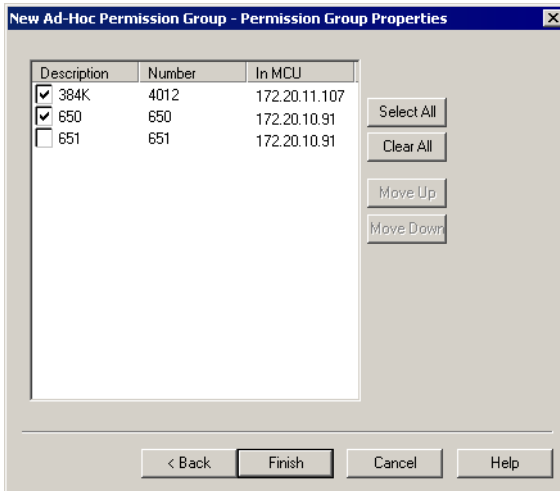 New Ad-Hoc Permission Group - Permission Group Properties
Description Number In MCU
384K 4012 172.20.11.107
650 650 172.20.10.91
651 651 172.20.10.91
Select All
Clear All
Move Up
Move Down
< Back Finish Cancel Help